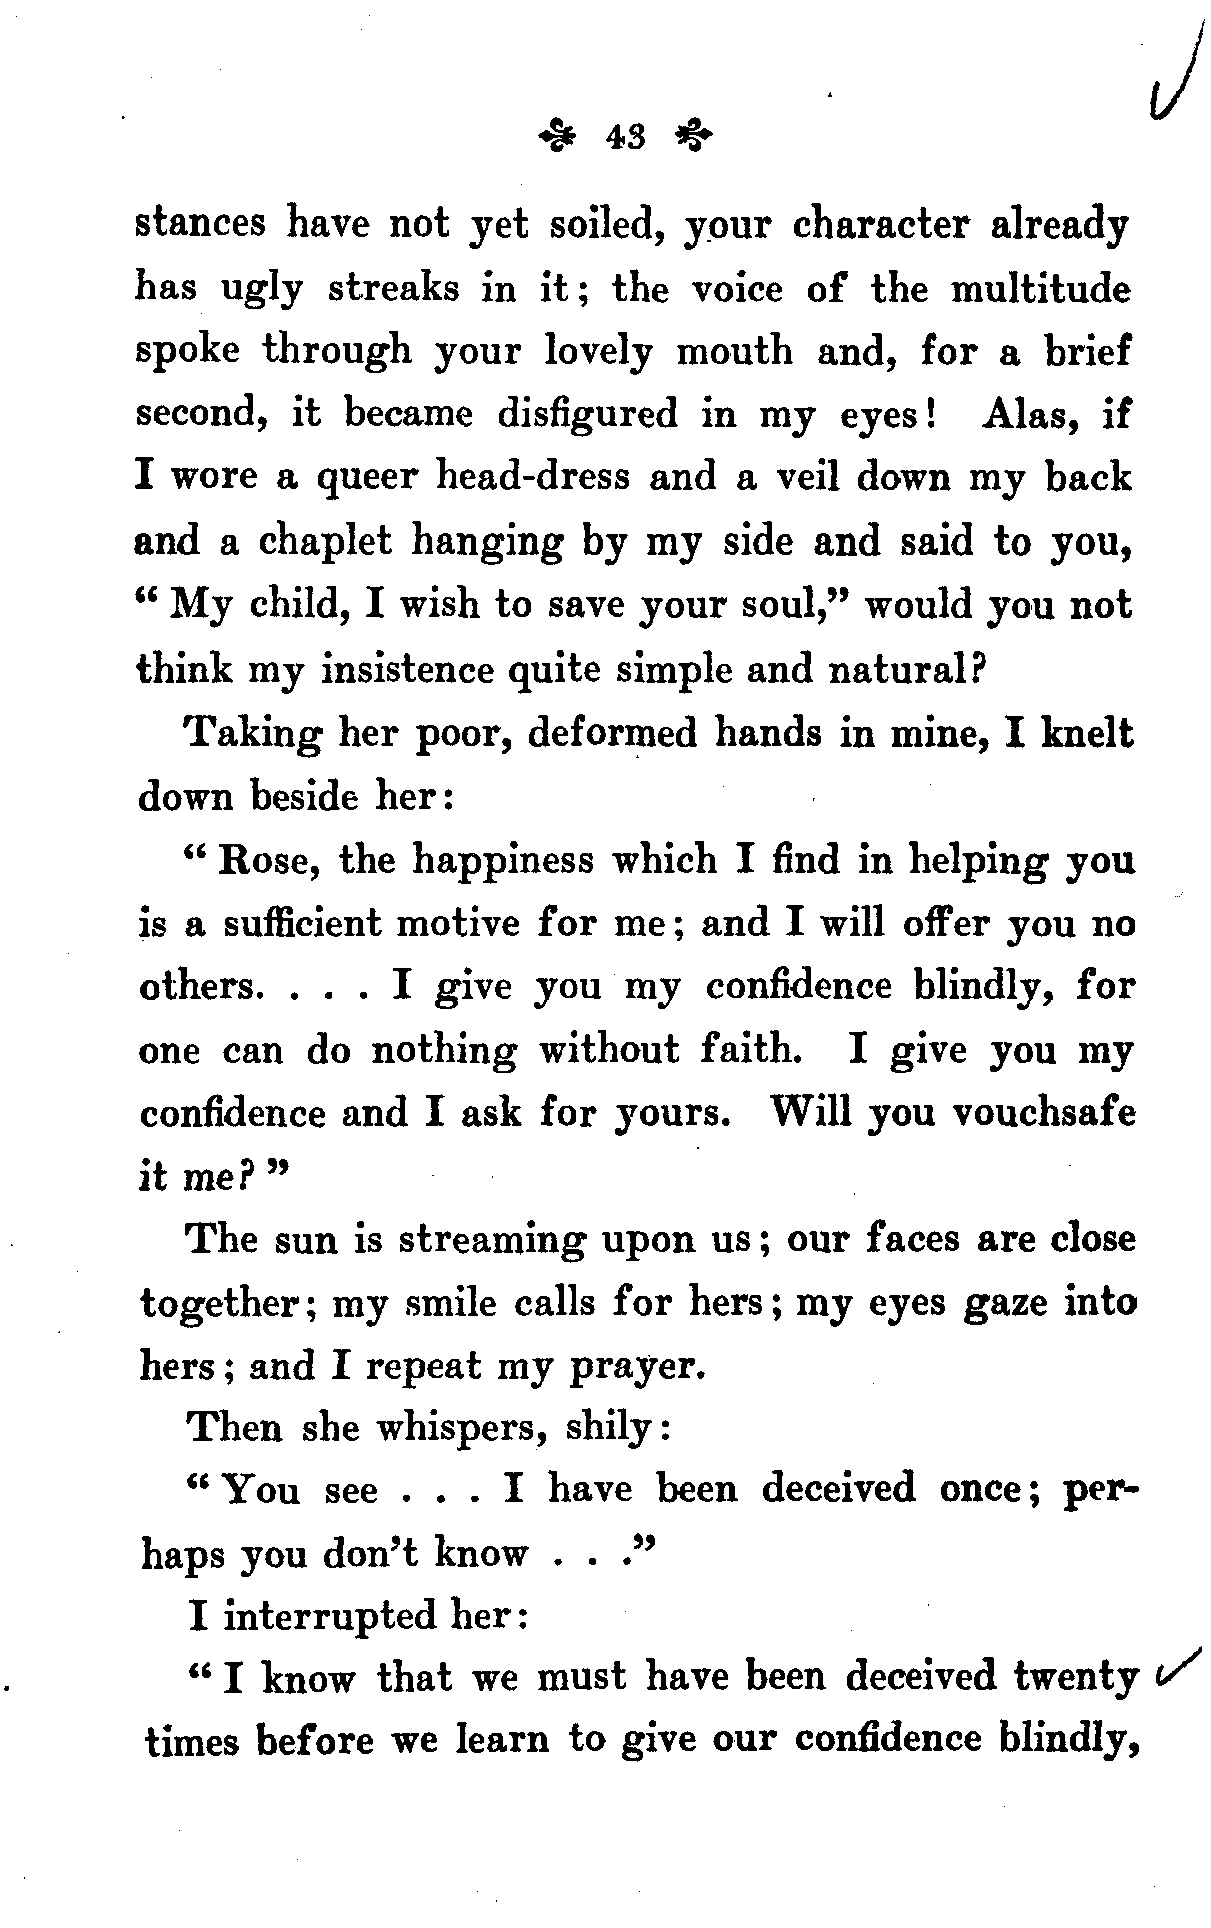 43
stances have not yet soiled, your character already
has ugly streaks in it; the voice of the multitude
spoke through your lovely mouth and, for a brief
second, it became disfigured in my eyes! Alas, if
I wore a queer head-dress and a veil down my back
and a chaplet hanging by my side and said to you,
“My child, I wish to save your soul,” would you not
think my insistence quite simple and natural?
Taking her poor, deformed hands in mine, I knelt
down beside her:
“Rose, the happiness which I find in helping you
is a sufficient motive for me; and I will offer you no
others. . . . I give you my confidence blindly, for
one can do nothing without faith. I give you my
confidence and I ask for yours. Will you vouchsafe
it me?”
The sun is streaming upon us; our faces are close
together; my smile calls for hers; my eyes gaze into
hers; and I repeat my prayer.
Then she whispers, shily:
“You see . . . I have been deceived once; per-
haps you don’t know . . .”
I interrupted her:
“I know that we must have been deceived twenty
times before we learn to give our confidence blindly,